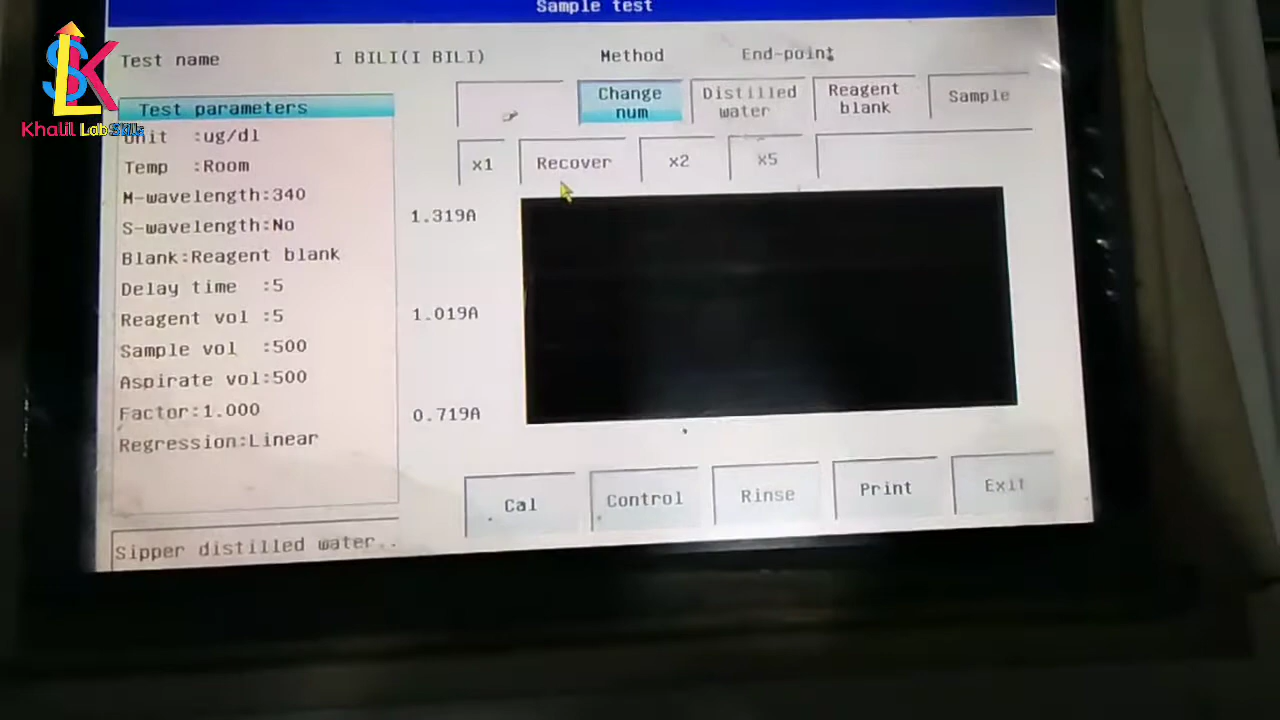 Sample test
Test name I BILI(I BILI) Method End-point
Test parameters
Unit :ug/dl
Temp :Room
M-wavelength:340
S-wavelength:No
Blank:Reagent blank
Delay time :5
Reagent vol :5
Sample vol :500
Aspirate vol:500
Factor:1.000
Regression:Linear
Sipper distilled water..
Change num
Distilled water
Reagent blank
Sample
x1
Recover
x2
x5
1.319A
1.019A
0.719A
Cal
Control
Rinse
Print
Exit
SLK
Khalil Lab Skills